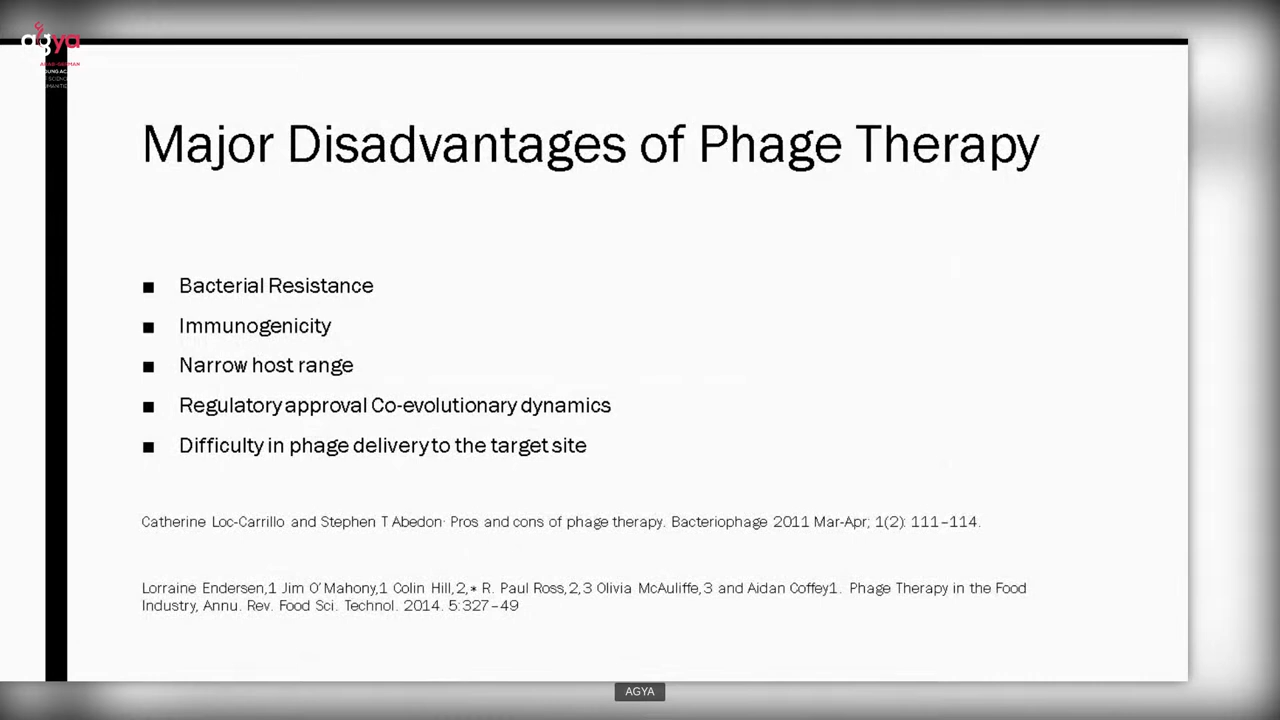 agya
ARAB-GERMAN
Major Disadvantages of Phage Therapy
■ Bacterial Resistance
■ Immunogenicity
■ Narrow host range
■ Regulatory approval Co-evolutionary dynamics
■ Difficulty in phage delivery to the target site
Catherine Loc-Carrillo and Stephen T Abedon· Pros and cons of phage therapy. Bacteriophage 2011 Mar-Apr; 1(2): 111–114.
Lorraine Endersen,1 Jim O’Mahony,1 Colin Hill,2,∗ R. Paul Ross,2,3 Olivia McAuliffe,3 and Aidan Coffey1. Phage Therapy in the Food
Industry, Annu. Rev. Food Sci. Technol. 2014. 5:327–49
AGYA